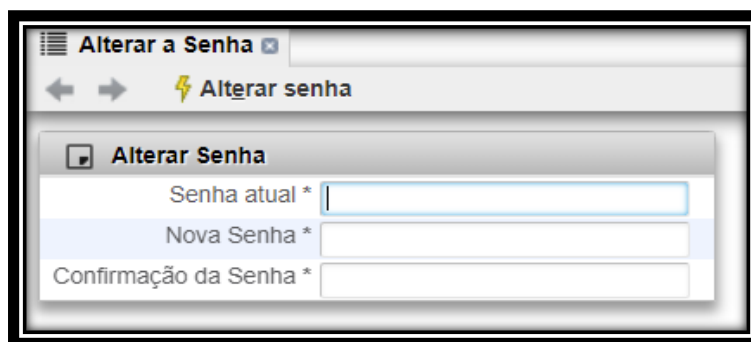 Alterar a Senha
Alterar senha
Alterar Senha
Senha atual *
Nova Senha *
Confirmação da Senha *